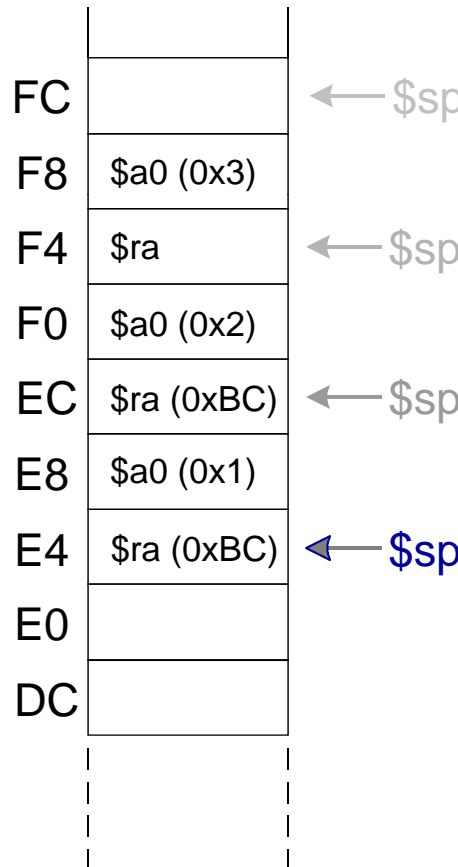 FC $sp
F8 $a0 (0x3)
F4 $ra $sp
F0 $a0 (0x2)
EC $ra (0xBC) $sp
E8 $a0 (0x1)
E4 $ra (0xBC) $sp
E0
DC